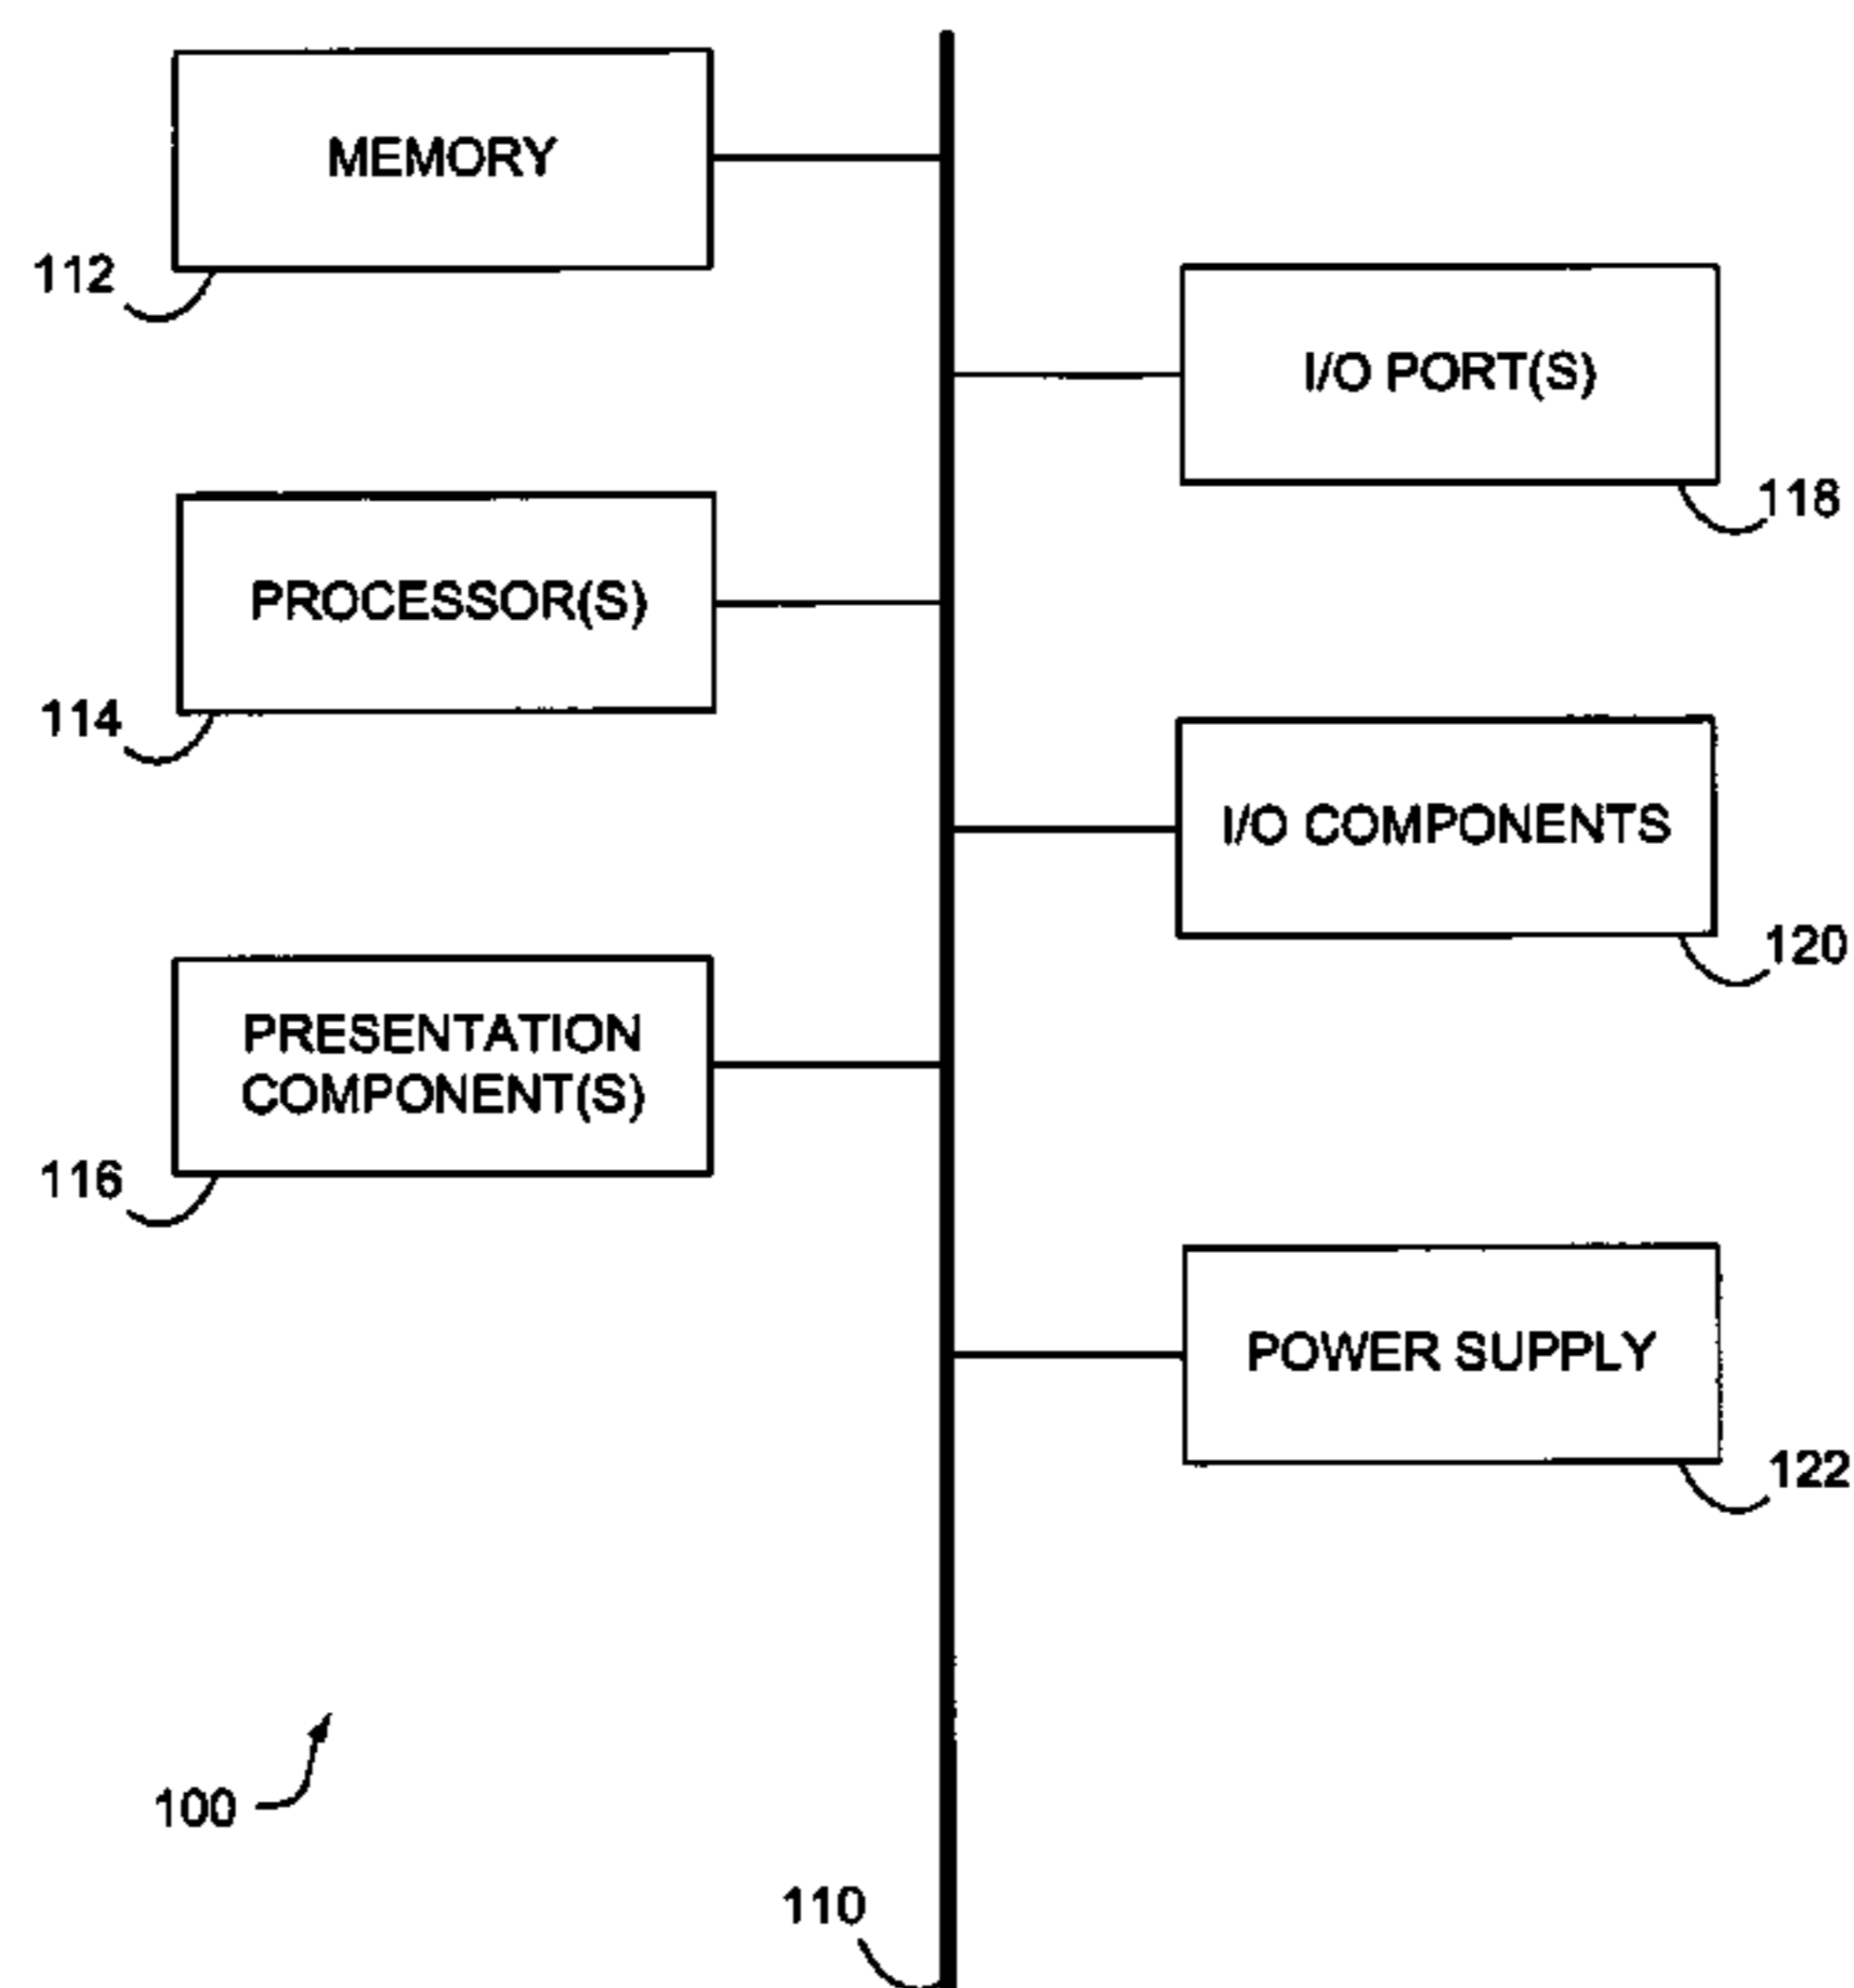 MEMORY
112
I/O PORT(S)
118
PROCESSOR(S)
114
I/O COMPONENTS
120
PRESENTATION
COMPONENT(S)
116
POWER SUPPLY
122
100
110